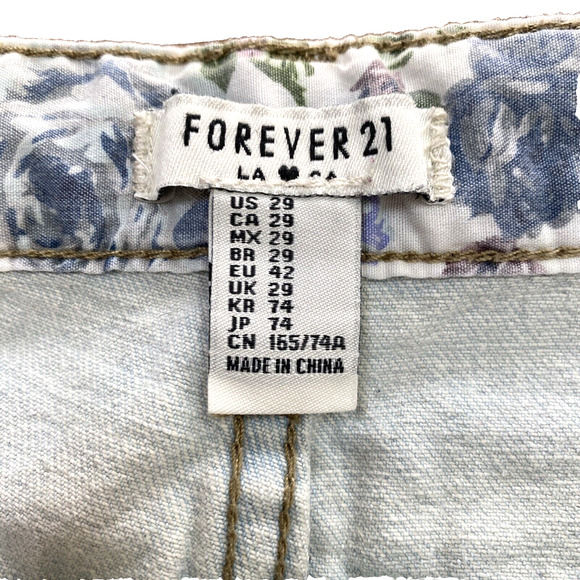 FOREVER 21
LA ♥ CA
US 29
CA 29
MX 29
BR 29
EU 42
UK 29
KR 74
JP 74
CN 165/74A
MADE IN CHINA